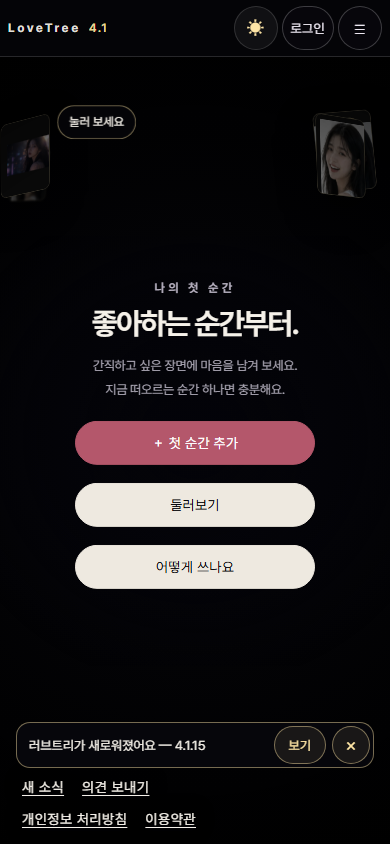 LoveTree 4.1
로그인
눌러 보세요
나의 첫 순간
좋아하는 순간부터.
간직하고 싶은 장면에 마음을 남겨 보세요.
지금 떠오르는 순간 하나면 충분해요.
+ 첫 순간 추가
둘러보기
어떻게 쓰나요
러브트리가 새로워졌어요 — 4.1.15
보기
×
새 소식 의견 보내기
개인정보 처리방침 이용약관